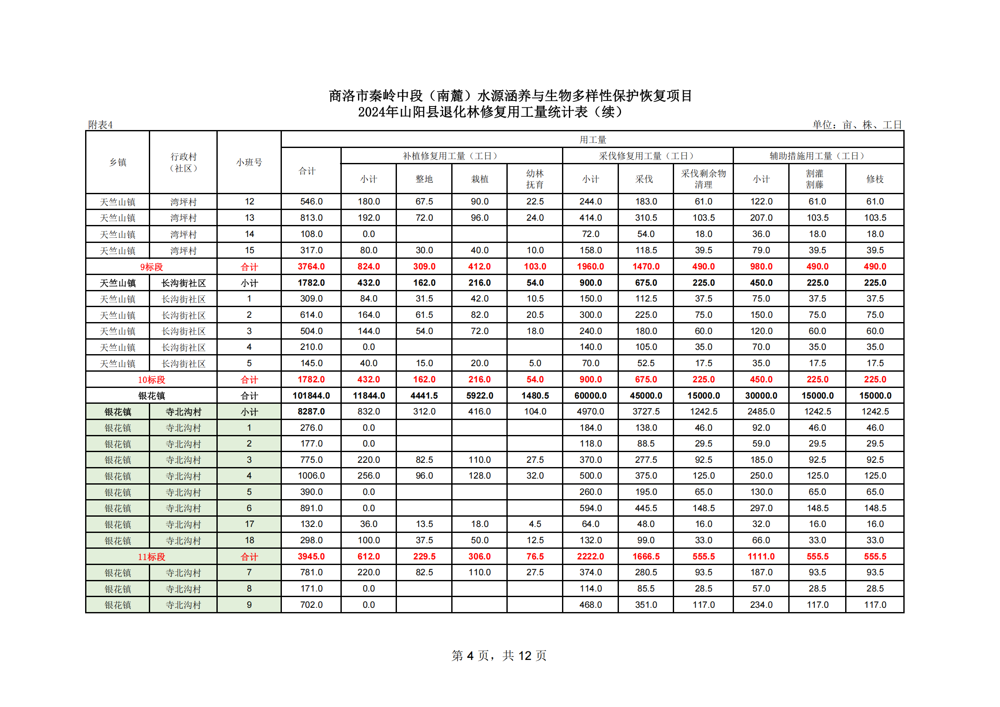 商洛市秦岭中段（南麓）水源涵养与生物多样性保护恢复项目
2024年山阳县退化林修复用工量统计表（续）
附表4 单位：亩、株、工日
乡镇 行政村（社区） 小班号 用工量
合计 补植修复用工量（工日） 采伐修复用工量（工日） 辅助措施用工量（工日）
小计 整地 栽植 幼林抚育 小计 采伐 采伐剩余物清理 小计 割灌割藤 修枝
天竺山镇 湾坪村 12 546.0 180.0 67.5 90.0 22.5 244.0 183.0 61.0 122.0 61.0 61.0
天竺山镇 湾坪村 13 813.0 192.0 72.0 96.0 24.0 414.0 310.5 103.5 207.0 103.5 103.5
天竺山镇 湾坪村 14 108.0 0.0 72.0 54.0 18.0 36.0 18.0 18.0
天竺山镇 湾坪村 15 317.0 80.0 30.0 40.0 10.0 158.0 118.5 39.5 79.0 39.5 39.5
9标段 合计 3764.0 824.0 309.0 412.0 103.0 1960.0 1470.0 490.0 980.0 490.0 490.0
天竺山镇 长沟街社区 小计 1782.0 432.0 162.0 216.0 54.0 900.0 675.0 225.0 450.0 225.0 225.0
天竺山镇 长沟街社区 1 309.0 84.0 31.5 42.0 10.5 150.0 112.5 37.5 75.0 37.5 37.5
天竺山镇 长沟街社区 2 614.0 164.0 61.5 82.0 20.5 300.0 225.0 75.0 150.0 75.0 75.0
天竺山镇 长沟街社区 3 504.0 144.0 54.0 72.0 18.0 240.0 180.0 60.0 120.0 60.0 60.0
天竺山镇 长沟街社区 4 210.0 0.0 140.0 105.0 35.0 70.0 35.0 35.0
天竺山镇 长沟街社区 5 145.0 40.0 15.0 20.0 5.0 70.0 52.5 17.5 35.0 17.5 17.5
10标段 合计 1782.0 432.0 162.0 216.0 54.0 900.0 675.0 225.0 450.0 225.0 225.0
银花镇 合计 101844.0 11844.0 4441.5 5922.0 1480.5 60000.0 45000.0 15000.0 30000.0 15000.0 15000.0
银花镇 寺北沟村 小计 8287.0 832.0 312.0 416.0 104.0 4970.0 3727.5 1242.5 2485.0 1242.5 1242.5
银花镇 寺北沟村 1 276.0 0.0 184.0 138.0 46.0 92.0 46.0 46.0
银花镇 寺北沟村 2 177.0 0.0 118.0 88.5 29.5 59.0 29.5 29.5
银花镇 寺北沟村 3 775.0 220.0 82.5 110.0 27.5 370.0 277.5 92.5 185.0 92.5 92.5
银花镇 寺北沟村 4 1006.0 256.0 96.0 128.0 32.0 500.0 375.0 125.0 250.0 125.0 125.0
银花镇 寺北沟村 5 390.0 0.0 260.0 195.0 65.0 130.0 65.0 65.0
银花镇 寺北沟村 6 891.0 0.0 594.0 445.5 148.5 297.0 148.5 148.5
银花镇 寺北沟村 17 132.0 36.0 13.5 18.0 4.5 64.0 48.0 16.0 32.0 16.0 16.0
银花镇 寺北沟村 18 298.0 100.0 37.5 50.0 12.5 132.0 99.0 33.0 66.0 33.0 33.0
11标段 合计 3945.0 612.0 229.5 306.0 76.5 2222.0 1666.5 555.5 1111.0 555.5 555.5
银花镇 寺北沟村 7 781.0 220.0 82.5 110.0 27.5 374.0 280.5 93.5 187.0 93.5 93.5
银花镇 寺北沟村 8 171.0 0.0 114.0 85.5 28.5 57.0 28.5 28.5
银花镇 寺北沟村 9 702.0 0.0 468.0 351.0 117.0 234.0 117.0 117.0
第 4 页，共 12 页